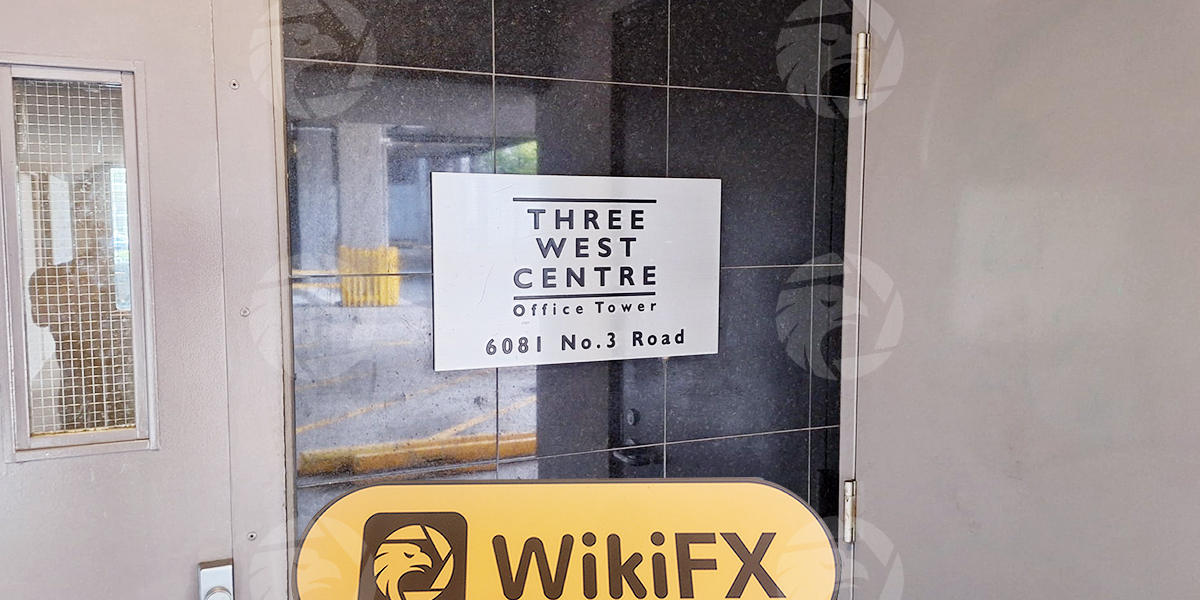 THREE
WEST
CENTRE
Office Tower
6081 No.3 Road
WikiFX